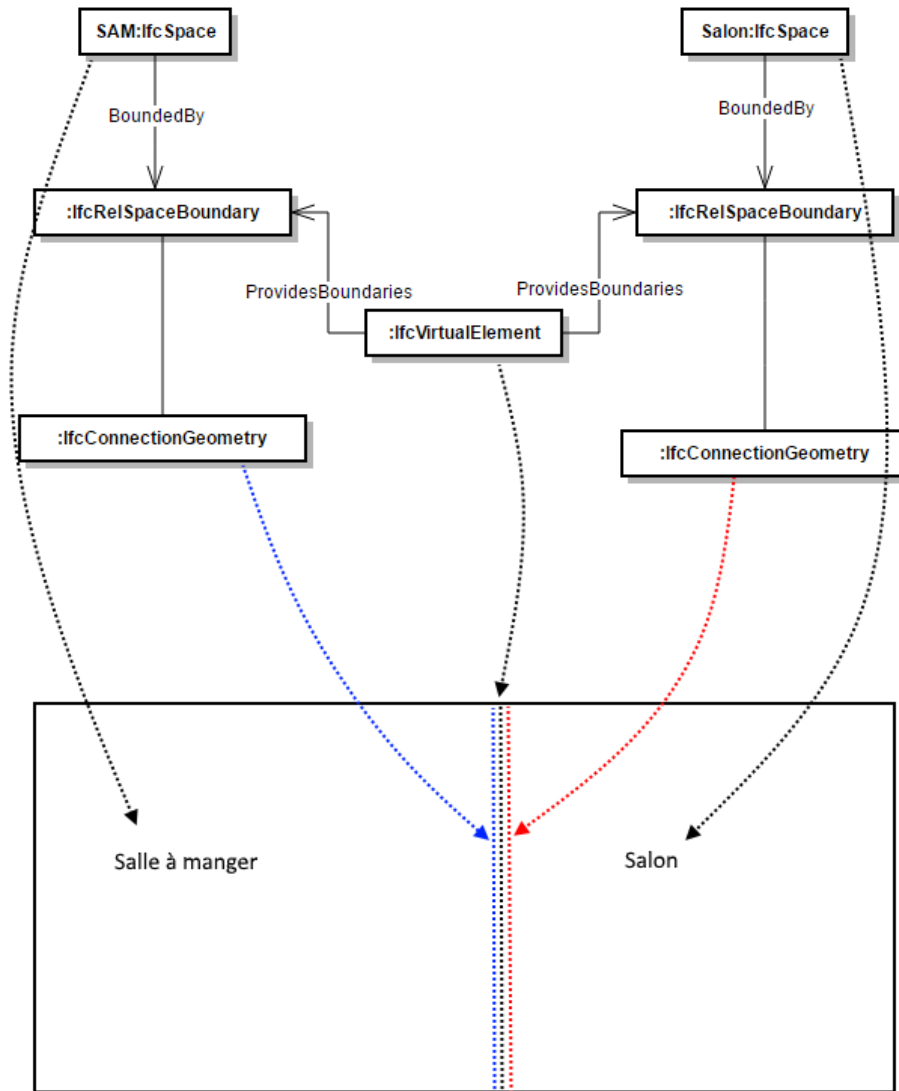 SAM:IfcSpace
Salon:IfcSpace
BoundedBy
BoundedBy
:IfcRelSpaceBoundary
:IfcRelSpaceBoundary
ProvidesBoundaries
ProvidesBoundaries
:IfcVirtualElement
:IfcConnectionGeometry
:IfcConnectionGeometry
Salle à manger
Salon